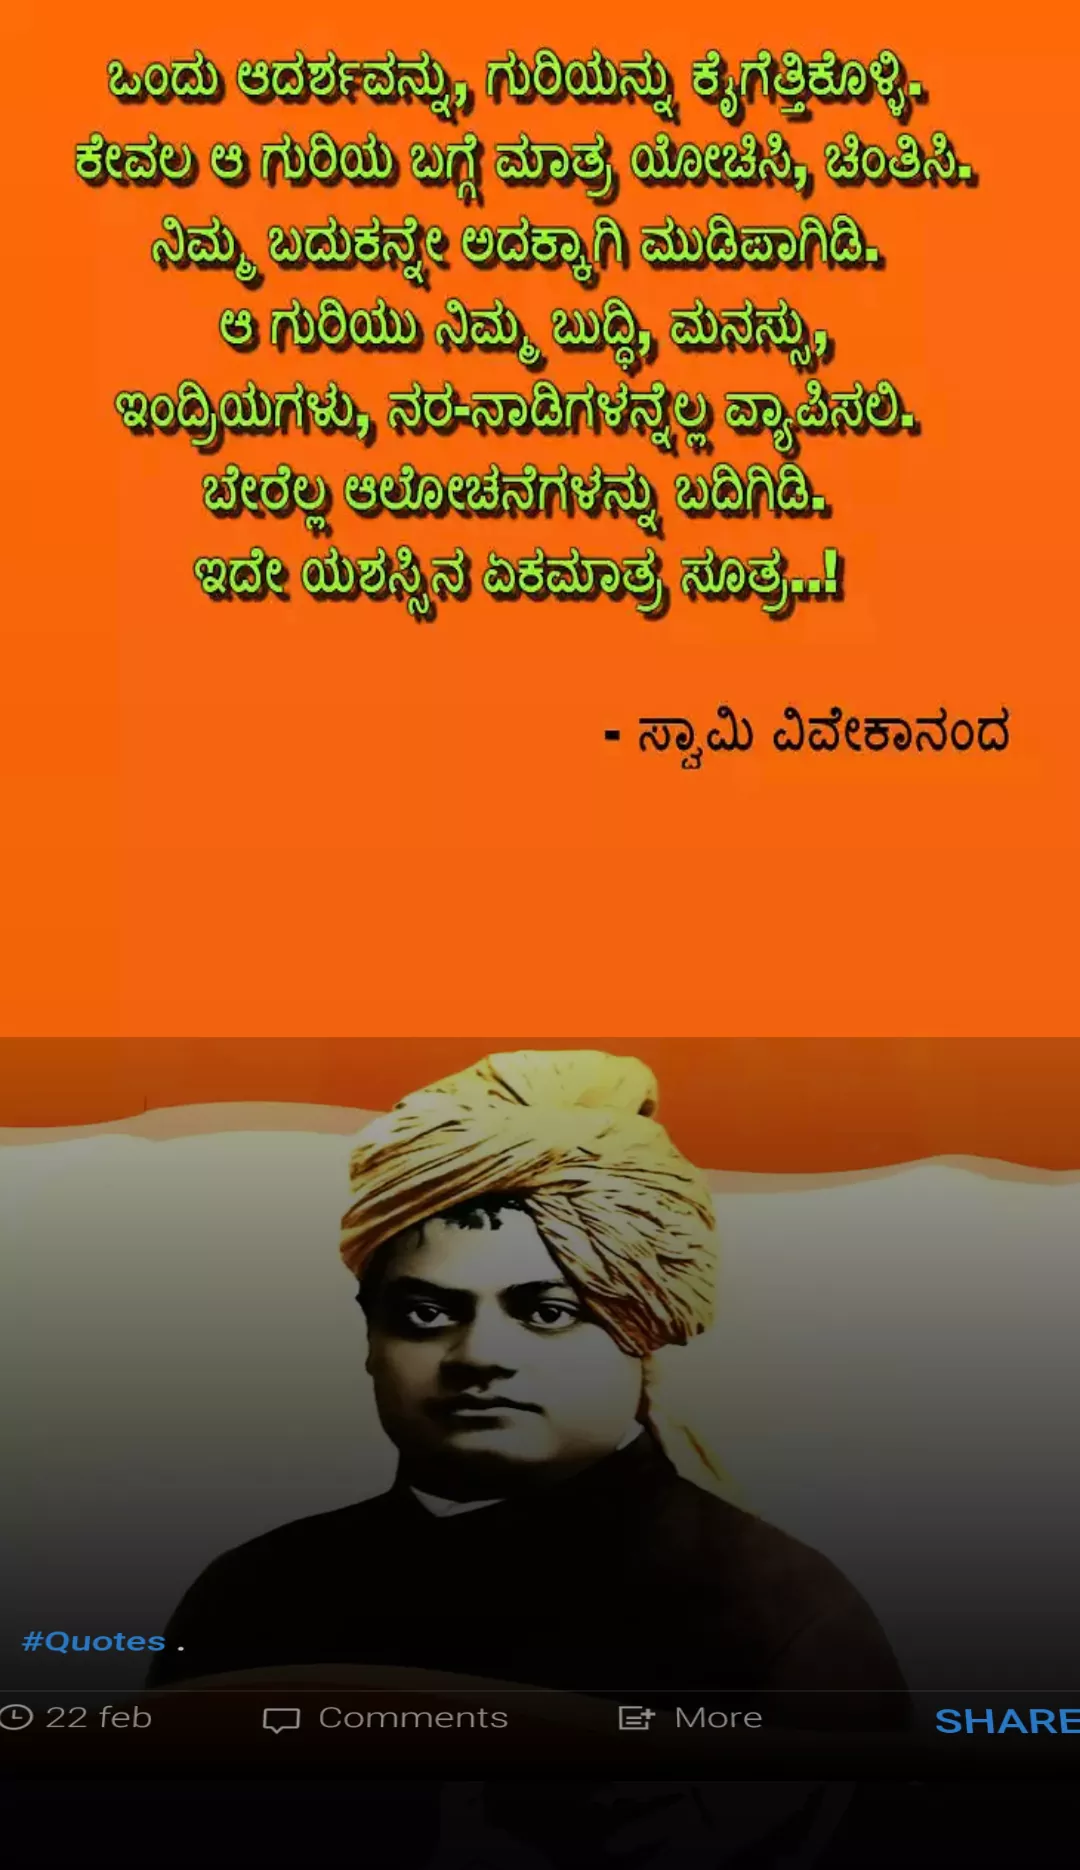 ಒಂದು ಆದರ್ಶವನ್ನು, ಗುರಿಯನ್ನು ಕೈಗೆತ್ತಿಕೊಳ್ಳಿ.
ಕೇವಲ ಆ ಗುರಿಯ ಬಗ್ಗೆ ಮಾತ್ರ ಯೋಚಿಸಿ, ಚಿಂತಿಸಿ.
ನಿಮ್ಮ ಬದುಕನ್ನೇ ಅದಕ್ಕಾಗಿ ಮುಡಿಪಾಗಿಡಿ.
ಆ ಗುರಿಯು ನಿಮ್ಮ ಬುದ್ಧಿ, ಮನಸ್ಸು,
ಇಂದ್ರಿಯಗಳು, ನರ-ನಾಡಿಗಳನ್ನೆಲ್ಲ ವ್ಯಾಪಿಸಲಿ.
ಬೇರೆಲ್ಲ ಆಲೋಚನೆಗಳನ್ನು ಬದಿಗಿಡಿ.
ಇದೇ ಯಶಸ್ಸಿನ ಏಕಮಾತ್ರ ಸೂತ್ರ..!
- ಸ್ವಾಮಿ ವಿವೇಕಾನಂದ
#Quotes .
22 feb Comments More SHARE